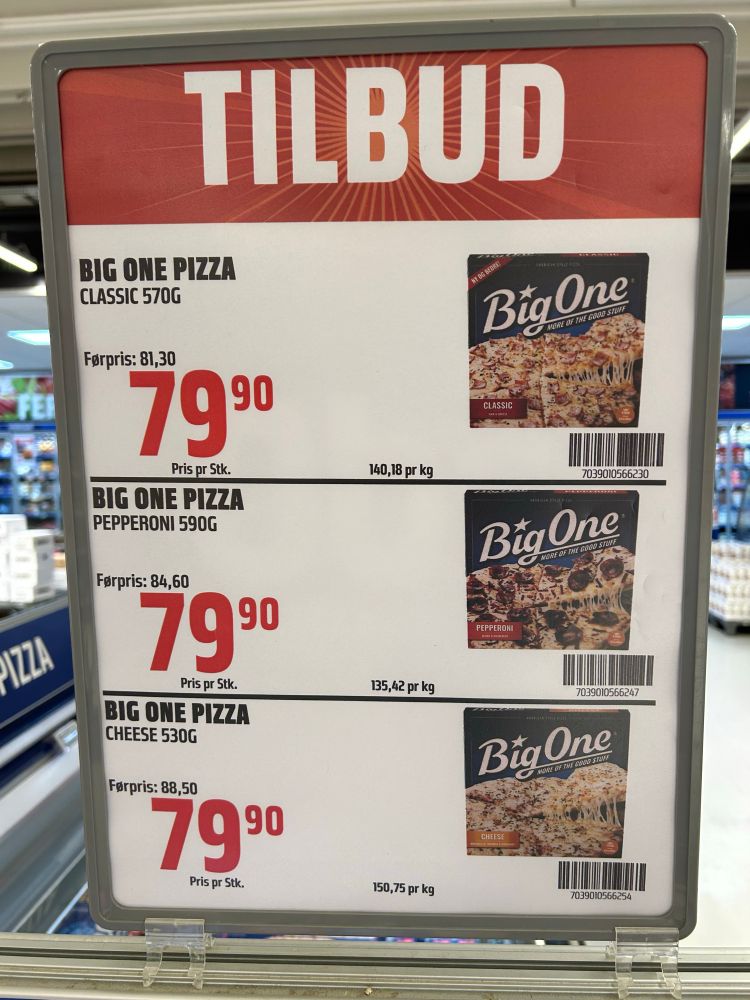 TILBUD
BIG ONE PIZZA
CLASSIC 570G
Førpris: 81,30
79 90
Pris pr Stk.
140,18 pr kg
NY OG BEDRE!
CLASSIC
Big One
MORE OF THE GOOD STUFF
CLASSIC
7039010566230
BIG ONE PIZZA
PEPPERONI 590G
Førpris: 84,60
79 90
Pris pr Stk.
135,42 pr kg
Big One
MORE OF THE GOOD STUFF
PEPPERONI
7039010566247
BIG ONE PIZZA
CHEESE 530G
Førpris: 88,50
79 90
Pris pr Stk.
150,75 pr kg
Big One
MORE OF THE GOOD STUFF
CHEESE
7039010566254
PIZZA